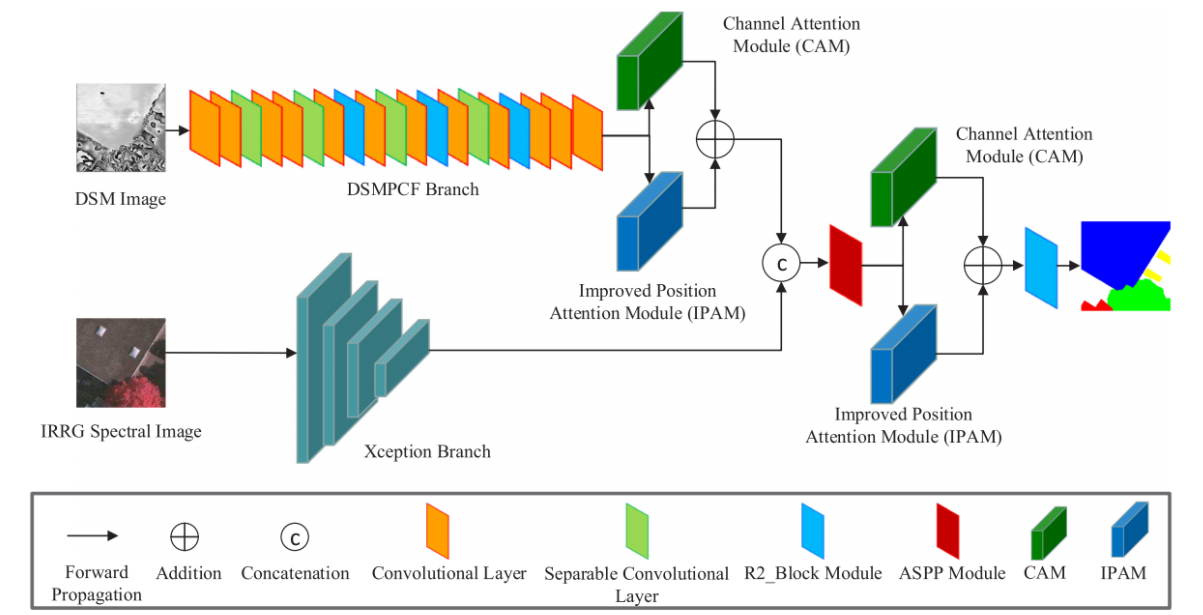 Channel Attention
Module (CAM)
DSM Image
DSMPCF Branch
Improved Position
Attention Module (IPAM)
c
Channel Attention
Module (CAM)
IRRG Spectral Image
Xception Branch
Improved Position
Attention Module (IPAM)
c
Forward
Propagation
Addition
Concatenation
Convolutional Layer
Separable Convolutional
Layer
R2_Block Module
ASPP Module
CAM
IPAM